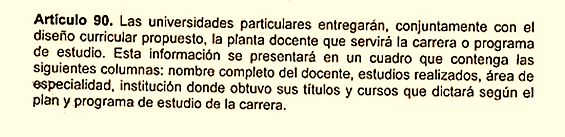 Artículo 90. Las universidades particulares entregarán, conjuntamente con el
diseño curricular propuesto, la planta docente que servirá la carrera o programa
de estudio. Esta información se presentará en un cuadro que contenga las
siguientes columnas: nombre completo del docente, estudios realizados, área de
especialidad, institución donde obtuvo sus títulos y cursos que dictará según el
plan y programa de estudio de la carrera.